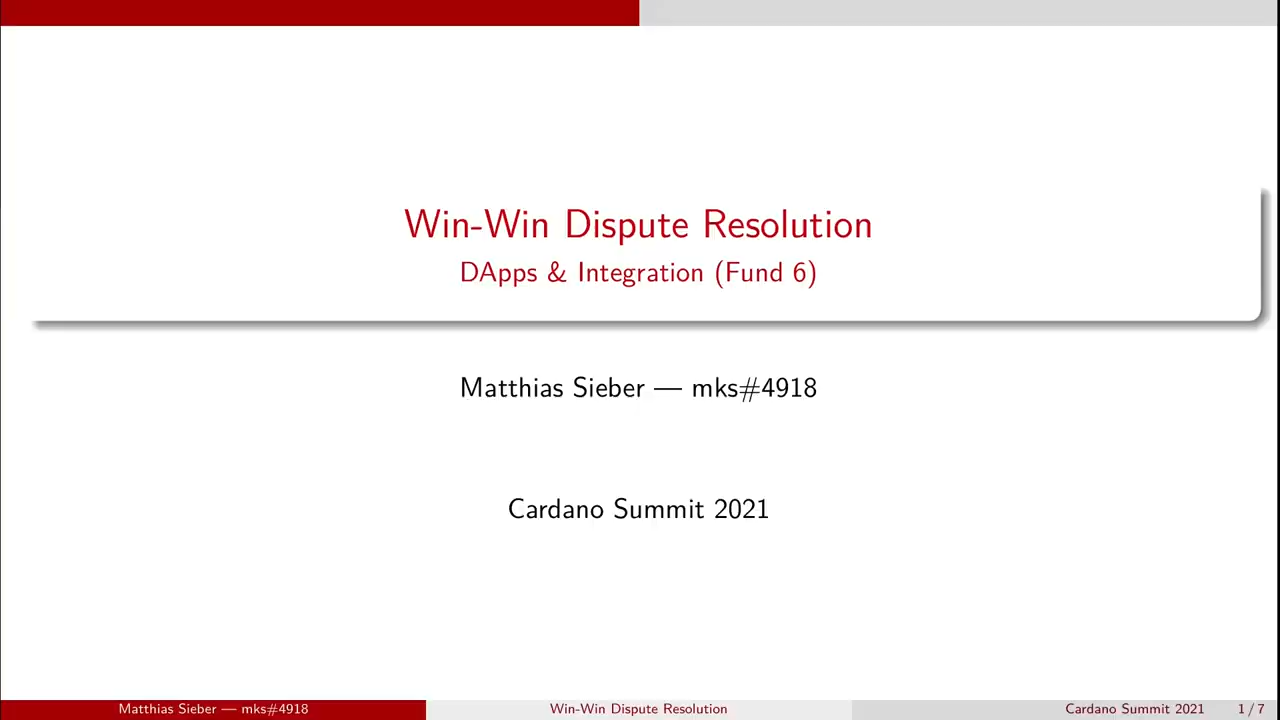 Win-Win Dispute Resolution
DApps & Integration (Fund 6)
Matthias Sieber — mks#4918
Cardano Summit 2021
Matthias Sieber — mks#4918
Win-Win Dispute Resolution
Cardano Summit 2021
1 / 7